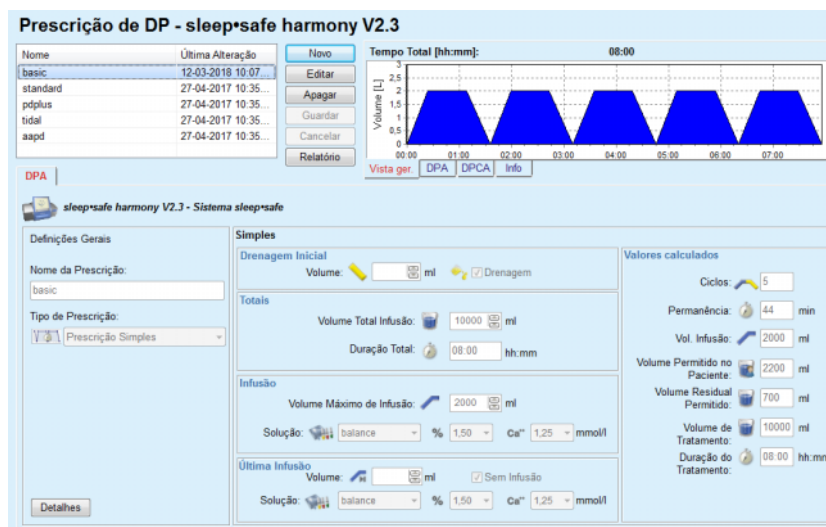 Prescrição de DP - sleep•safe harmony V2.3
Nome Última Alteração
basic 12-03-2018 10:07...
standard 27-04-2017 10:35...
pdplus 27-04-2017 10:35...
tidal 27-04-2017 10:35...
aapd 27-04-2017 10:35...
Novo
Editar
Apagar
Guardar
Cancelar
Relatório
Tempo Total [hh:mm]: 08:00
Volume [L]
3
2,5
2
1,5
1
0,5
0
00:00 01:00 02:00 03:00 04:00 05:00 06:00 07:00
Vista ger. DPA DPCA Info
DPA
sleep•safe harmony V2.3 - Sistema sleep•safe
Definições Gerais
Nome da Prescrição:
basic
Tipo de Prescrição:
Prescrição Simples
Detalhes
Simples
Drenagem Inicial
Volume: ml Drenagem
Totais
Volume Total Infusão: 10000 ml
Duração Total: 08:00 hh:mm
Infusão
Volume Máximo de Infusão: 2000 ml
Solução: balance % 1,50 Ca⁺⁺ 1,25 mmol/l
Última Infusão
Volume: ml Sem Infusão
Solução: balance % 1,50 Ca⁺⁺ 1,25 mmol/l
Valores calculados
Ciclos: 5
Permanência: 44 min
Vol. Infusão: 2000 ml
Volume Permitido no
Paciente: 2200 ml
Volume Residual
Permitido: 700 ml
Volume de
Tratamento: 10000 ml
Duração do
Tratamento: 08:00 hh:mm